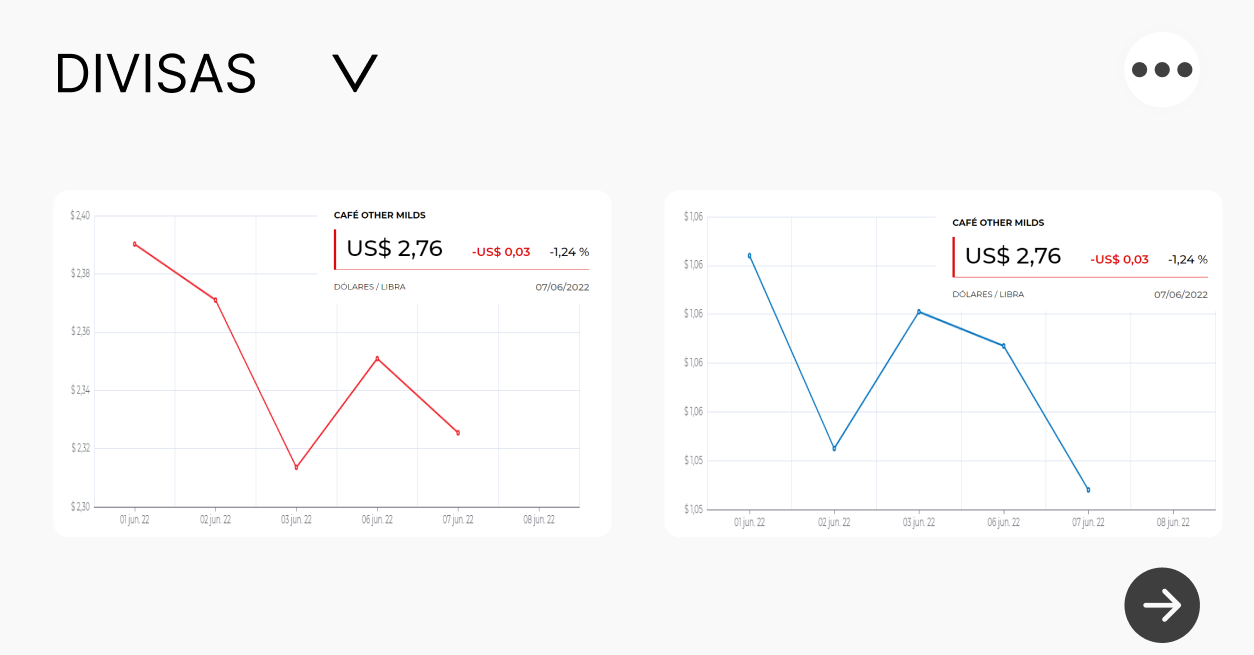 DIVISAS
CAFÉ OTHER MILDS
US$ 2,76 -US$ 0,03 -1,24 %
DÓLARES / LIBRA 07/06/2022
$ 2,40
$ 2,38
$ 2,36
$ 2,34
$ 2,32
$ 2,30
01 jun. 22 02 jun. 22 03 jun. 22 06 jun. 22 07 jun. 22 08 jun. 22
CAFÉ OTHER MILDS
US$ 2,76 -US$ 0,03 -1,24 %
DÓLARES / LIBRA 07/06/2022
$ 1,06
$ 1,06
$ 1,06
$ 1,06
$ 1,06
$ 1,05
$ 1,05
01 jun. 22 02 jun. 22 03 jun. 22 06 jun. 22 07 jun. 22 08 jun. 22